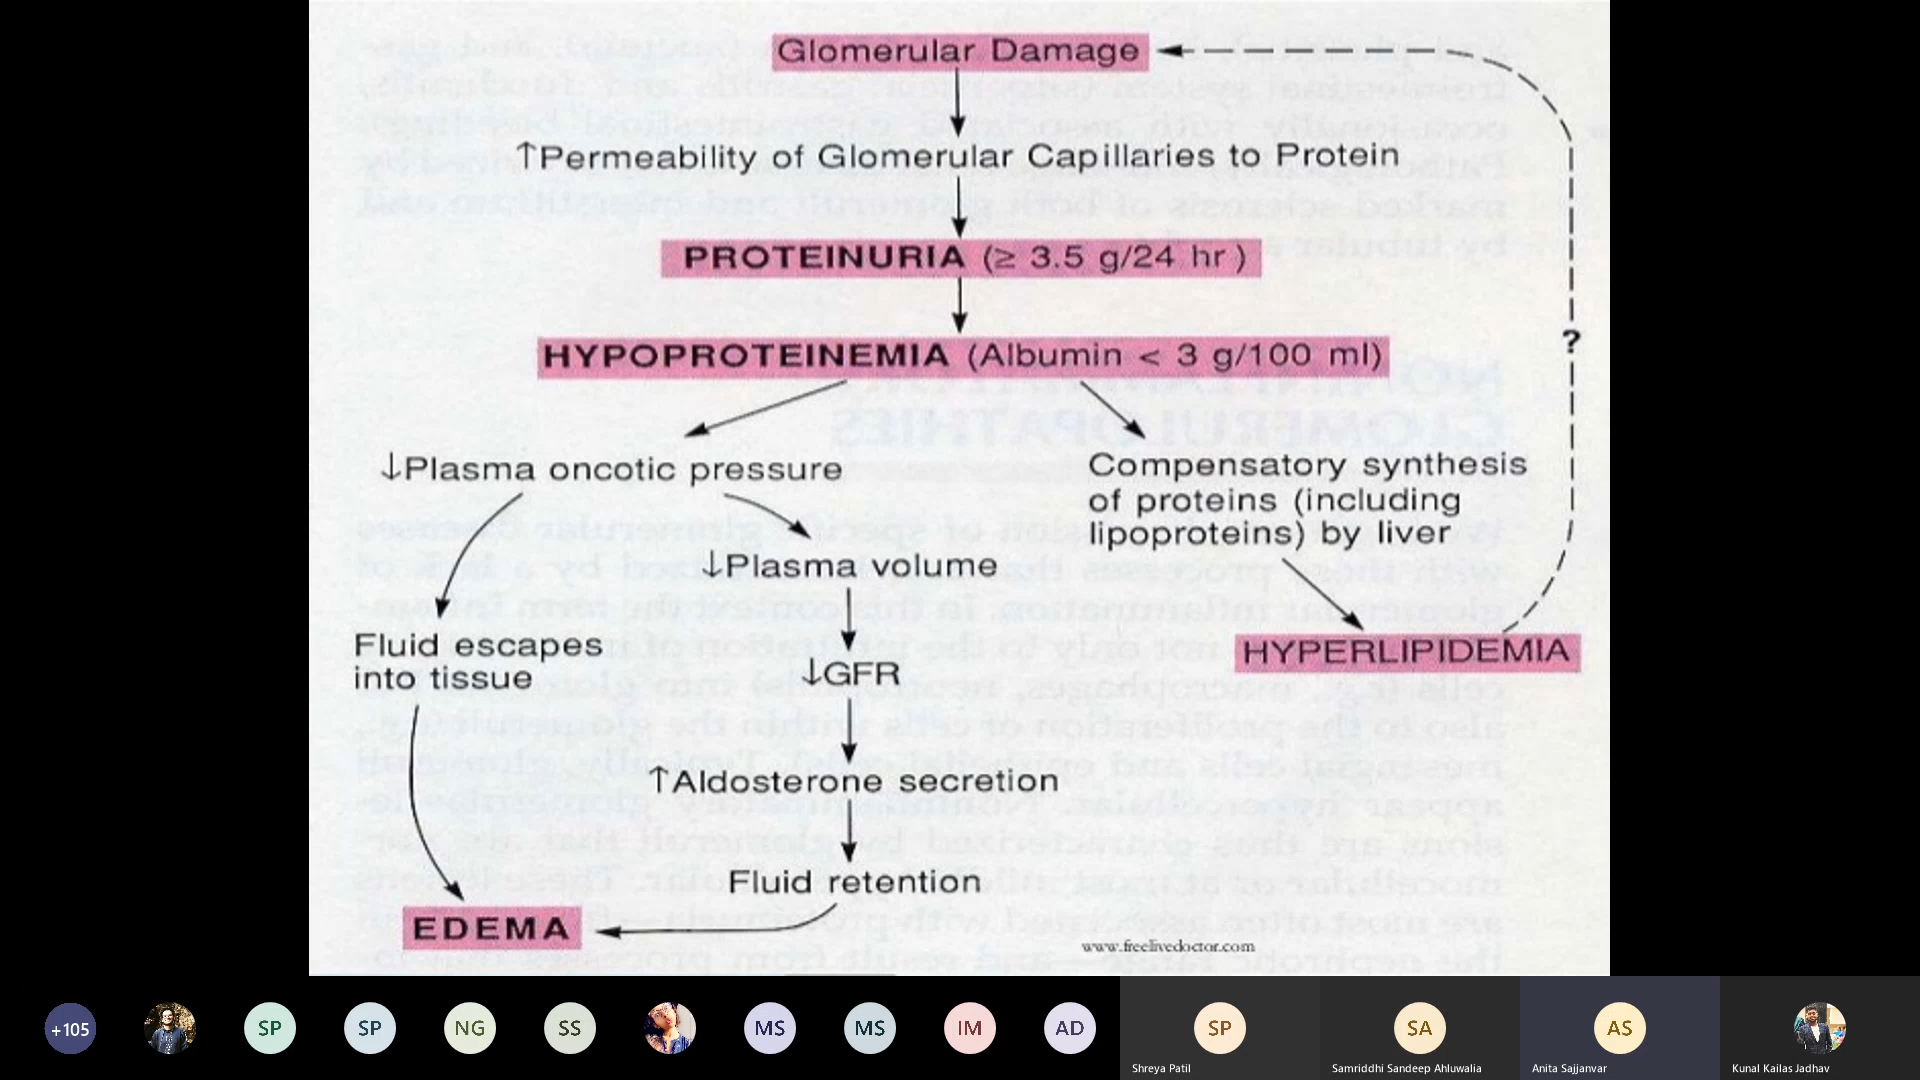 Glomerular Damage
↑Permeability of Glomerular Capillaries to Protein
PROTEINURIA (≥ 3.5 g/24 hr)
HYPOPROTEINEMIA (Albumin < 3 g/100 ml)
?
↓Plasma oncotic pressure
Compensatory synthesis
of proteins (including
lipoproteins) by liver
↓Plasma volume
Fluid escapes
into tissue
↓GFR
HYPERLIPIDEMIA
↑Aldosterone secretion
Fluid retention
EDEMA
www.freelivedoctor.com
+105
SP
SP
NG
SS
MS
MS
IM
AD
SP
SA
AS
Shreya Patil
Samriddhi Sandeep Ahluwalia
Anita Sajjanvar
Kunal Kailas Jadhav